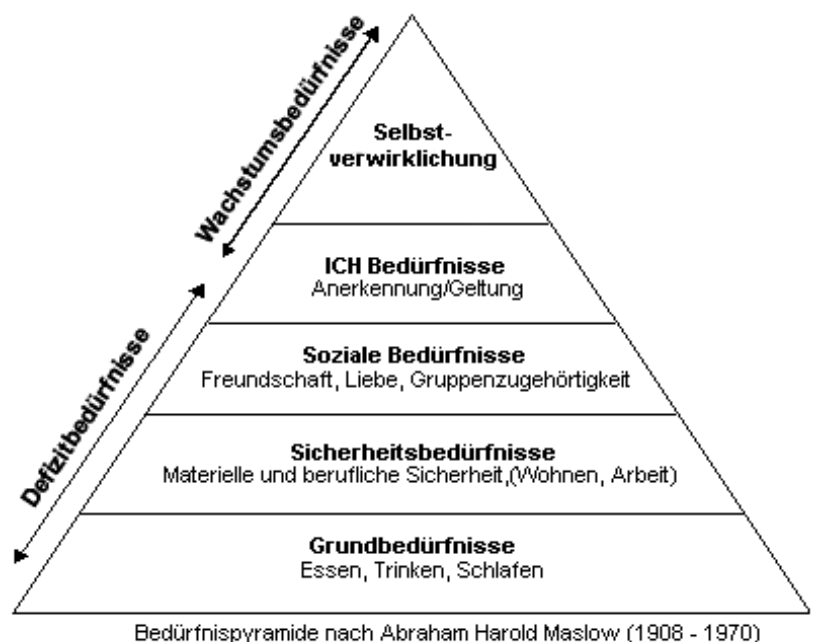 Wachstumsbedürfnisse
Defizitbedürfnisse
Selbst-
verwirklichung
ICH Bedürfnisse
Anerkennung/Geltung
Soziale Bedürfnisse
Freundschaft, Liebe, Gruppenzugehörtigkeit
Sicherheitsbedürfnisse
Materielle und berufliche Sicherheit,(Wohnen, Arbeit)
Grundbedürfnisse
Essen, Trinken, Schlafen
Bedürfnispyramide nach Abraham Harold Maslow (1908 - 1970)